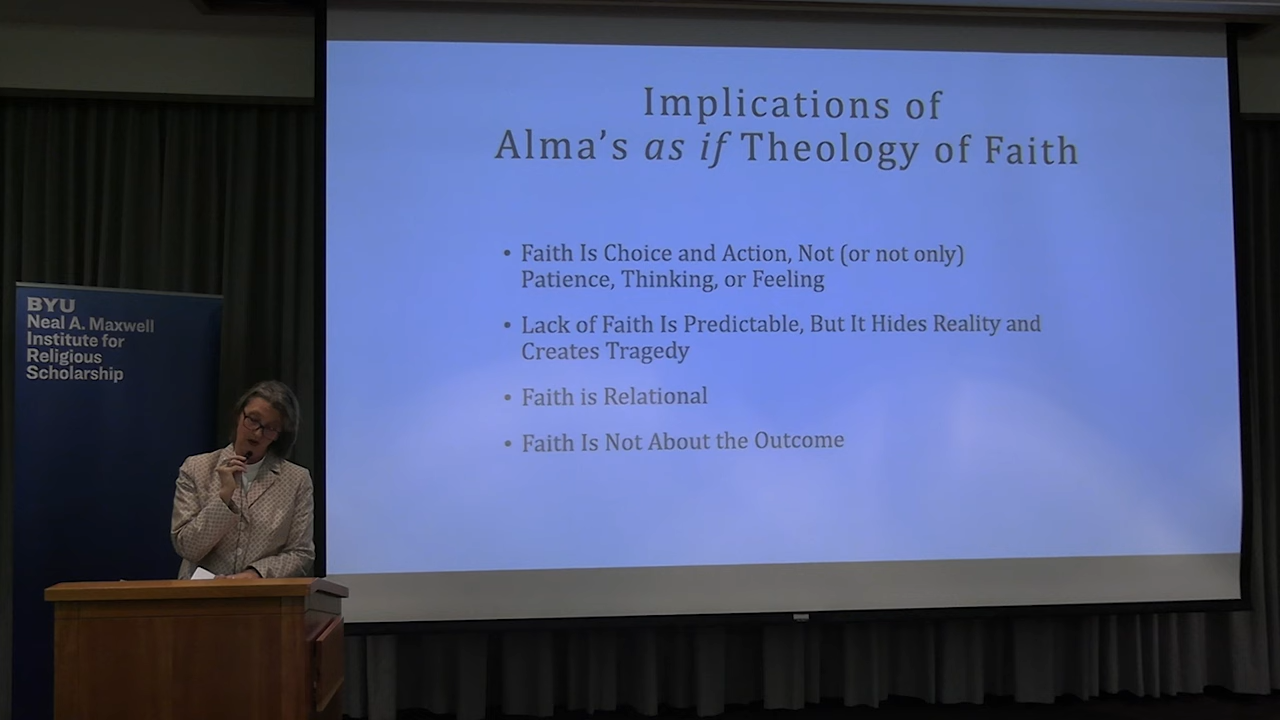 Implications of
Alma's as if Theology of Faith
• Faith Is Choice and Action, Not (or not only)
Patience, Thinking, or Feeling
• Lack of Faith Is Predictable, But It Hides Reality and
Creates Tragedy
• Faith is Relational
• Faith Is Not About the Outcome
BYU
Neal A. Maxwell
Institute for
Religious
Scholarship